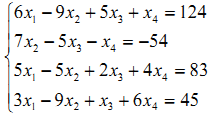 6x₁ − 9x₂ + 5x₃ + x₄ = 124
7x₂ − 5x₃ − x₄ = −54
5x₁ − 5x₂ + 2x₃ + 4x₄ = 83
3x₁ − 9x₂ + x₃ + 6x₄ = 45